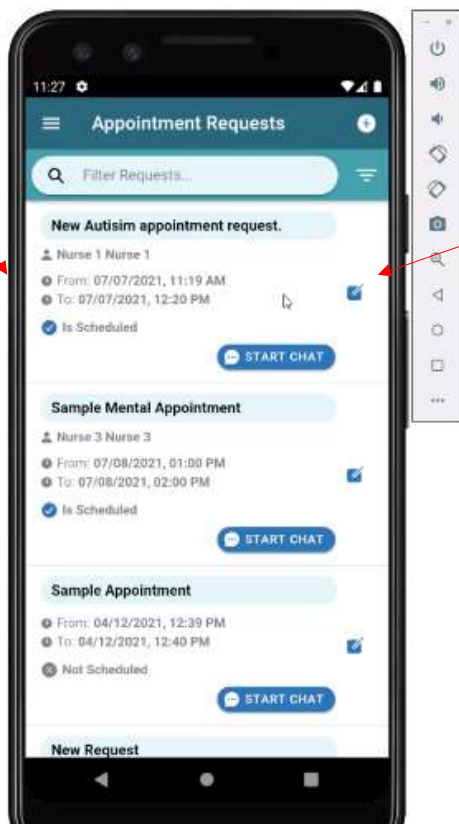 11:27
Appointment Requests
Filter Requests...
New Autisim appointment request.
Nurse 1 Nurse 1
From: 07/07/2021, 11:19 AM
To: 07/07/2021, 12:20 PM
Is Scheduled
START CHAT
Sample Mental Appointment
Nurse 3 Nurse 3
From: 07/08/2021, 01:00 PM
To: 07/08/2021, 02:00 PM
Is Scheduled
START CHAT
Sample Appointment
From: 04/12/2021, 12:39 PM
To: 04/12/2021, 12:40 PM
Not Scheduled
START CHAT
New Request